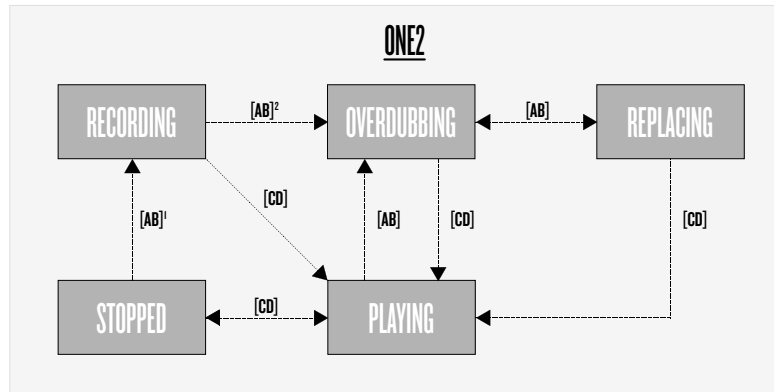 ONE2
RECORDING
[AB]²
OVERDUBBING
[AB]
REPLACING
[AB]¹
[CD]
[AB]
[CD]
[CD]
STOPPED
[CD]
PLAYING